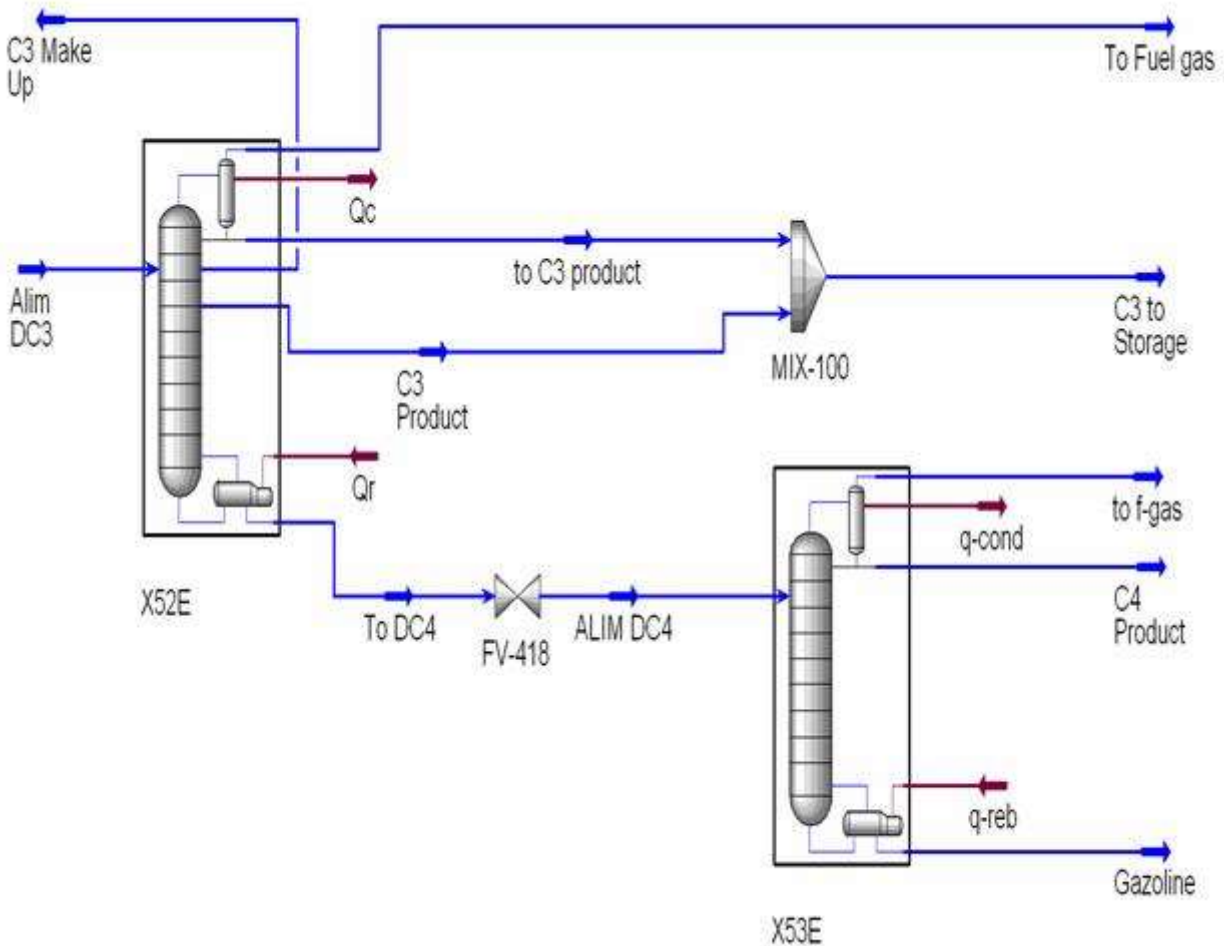 C3 Make
Up
To Fuel gas
Qc
to C3 product
Alim
DC3
C3 to
Storage
MIX-100
C3
Product
Qr
to f-gas
q-cond
X52E
To DC4
FV-418
ALIM DC4
C4
Product
q-reb
Gazoline
X53E